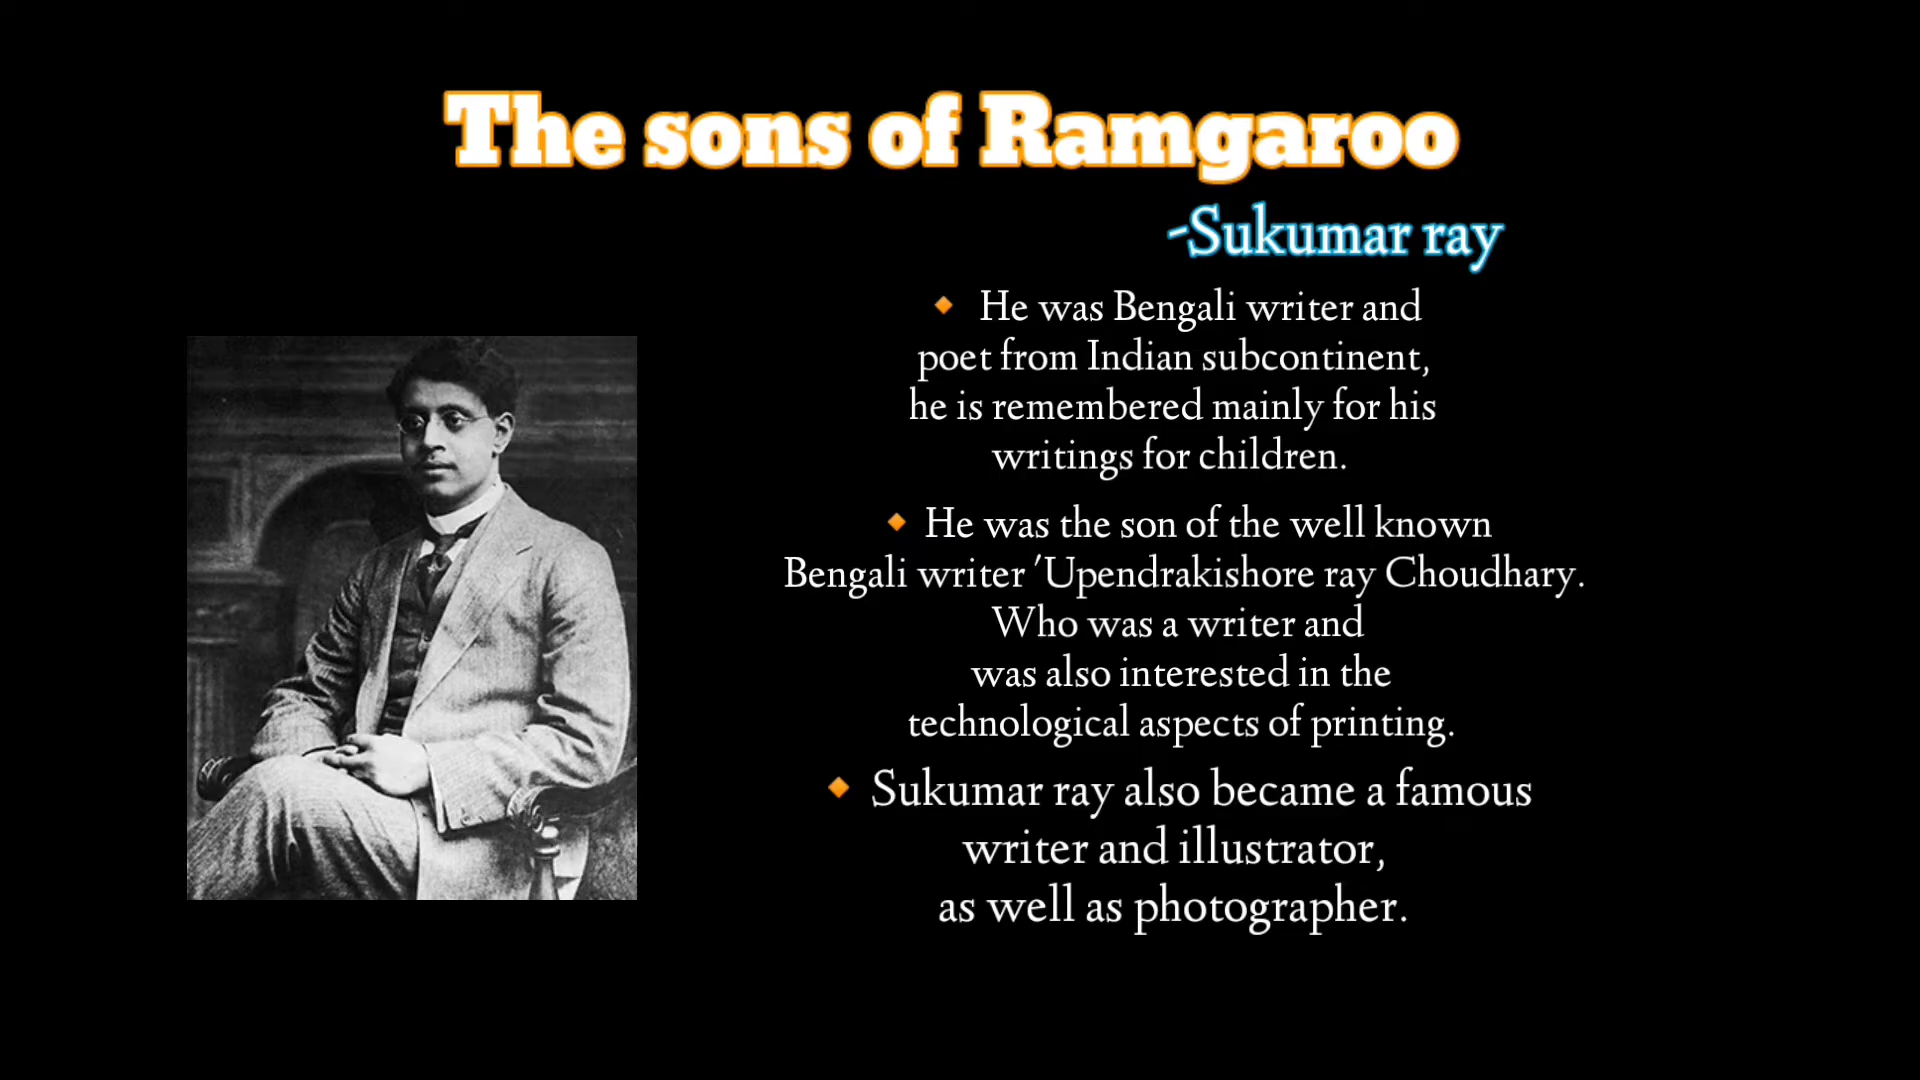 The sons of Ramgaroo
-Sukumar ray
🔸 He was Bengali writer and
poet from Indian subcontinent,
he is remembered mainly for his
writings for children.
🔸 He was the son of the well known
Bengali writer 'Upendrakishore ray Choudhary.
Who was a writer and
was also interested in the
technological aspects of printing.
🔸 Sukumar ray also became a famous
writer and illustrator,
as well as photographer.